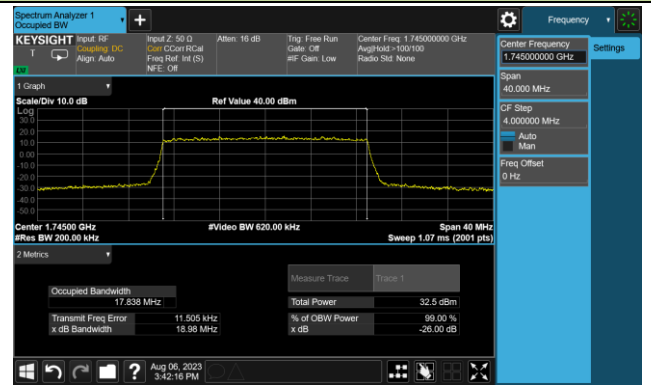 Spectrum Analyzer 1
Occupied BW
Frequency
KEYSIGHT
T
LXI
Input: RF
Coupling: DC
Align: Auto
Input Z: 50 Ω
Corr CCorr RCal
Freq Ref: Int (S)
NFE: Off
Atten: 16 dB
Trig: Free Run
Gate: Off
#IF Gain: Low
Center Freq: 1.745000000 GHz
Avg|Hold:>100/100
Radio Std: None
Center Frequency
1.745000000 GHz
Settings
Span
40.000 MHz
CF Step
4.000000 MHz
Auto
Man
Freq Offset
0 Hz
1 Graph
Scale/Div 10.0 dB
Ref Value 40.00 dBm
Log
30.0
20.0
10.0
0.00
-10.0
-20.0
-30.0
-40.0
-50.0
Center 1.74500 GHz
#Video BW 620.00 kHz
Span 40 MHz
#Res BW 200.00 kHz
Sweep 1.07 ms (2001 pts)
2 Metrics
Measure Trace
Trace 1
Occupied Bandwidth
17.838 MHz
Total Power
32.5 dBm
Transmit Freq Error
11.505 kHz
% of OBW Power
99.00 %
x dB Bandwidth
18.98 MHz
x dB
-26.00 dB
?
Aug 06, 2023
3:42:16 PM